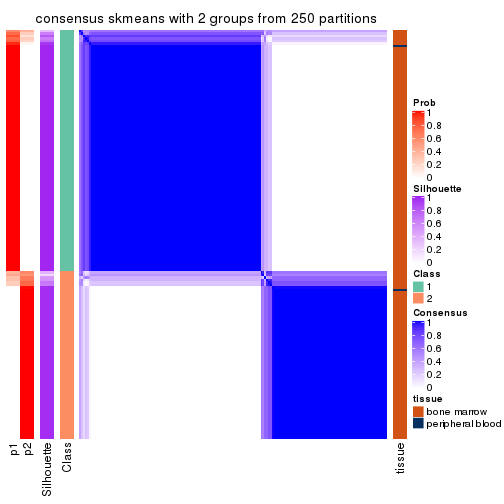 consensus skmeans with 2 groups from 250 partitions
Prob
1
0.8
0.6
0.4
0.2
0
Silhouette
1
0.8
0.6
0.4
0.2
0
Class
1
2
Consensus
1
0.8
0.6
0.4
0.2
0
tissue
bone marrow
peripheral blood
p1
p2
Silhouette
Class
tissue